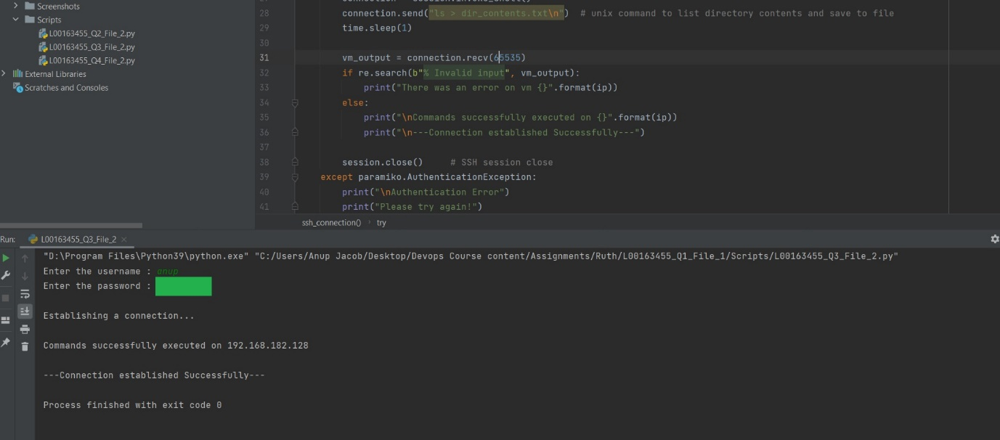 Screenshots
Scripts
L00163455_Q2_File_2.py
L00163455_Q3_File_2.py
L00163455_Q4_File_2.py
External Libraries
Scratches and Consoles
28 connection.send("ls > dir_contents.txt\n")  # unix command to list directory contents and save to file
29 time.sleep(1)
30
31 vm_output = connection.recv(65535)
32 if re.search(b"% Invalid input", vm_output):
33 print("There was an error on vm {}".format(ip))
34 else:
35 print("\nCommands successfully executed on {}".format(ip))
36 print("\n---Connection established Successfully---")
37
38 session.close()     # SSH session close
39 except paramiko.AuthenticationException:
40 print("\nAuthentication Error")
41 print("Please try again!")
ssh_connection() › try
Run: L00163455_Q3_File_2 ×
"D:\Program Files\Python39\python.exe" "C:/Users/Anup Jacob/Desktop/Devops Course content/Assignments/Ruth/L00163455_Q1_File_1/Scripts/L00163455_Q3_File_2.py"
Enter the username : anup
Enter the password :
Establishing a connection...
Commands successfully executed on 192.168.182.128
---Connection established Successfully---
Process finished with exit code 0